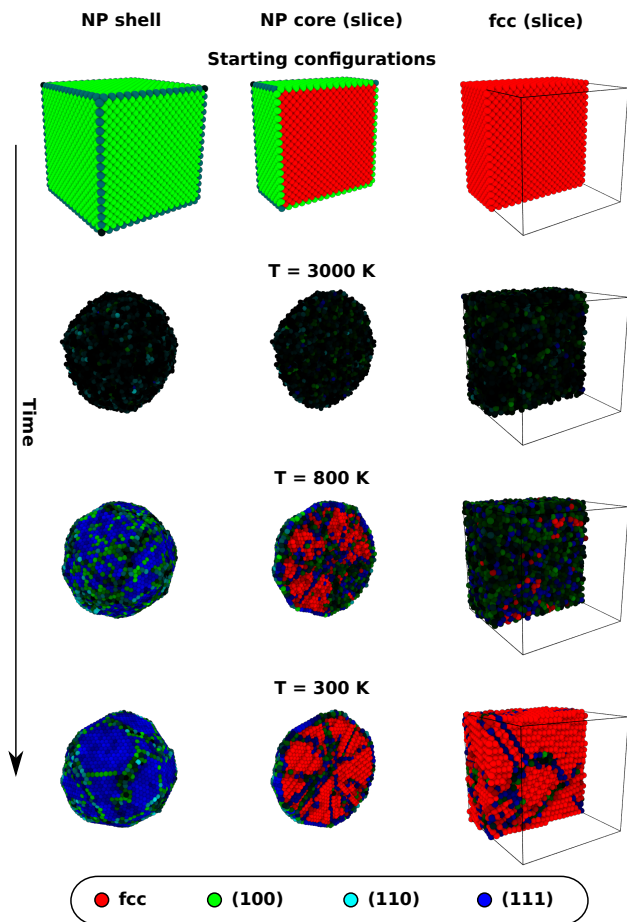 NP shell NP core (slice) fcc (slice)
Starting configurations
T = 3000 K
Time
T = 800 K
T = 300 K
fcc (100) (110) (111)